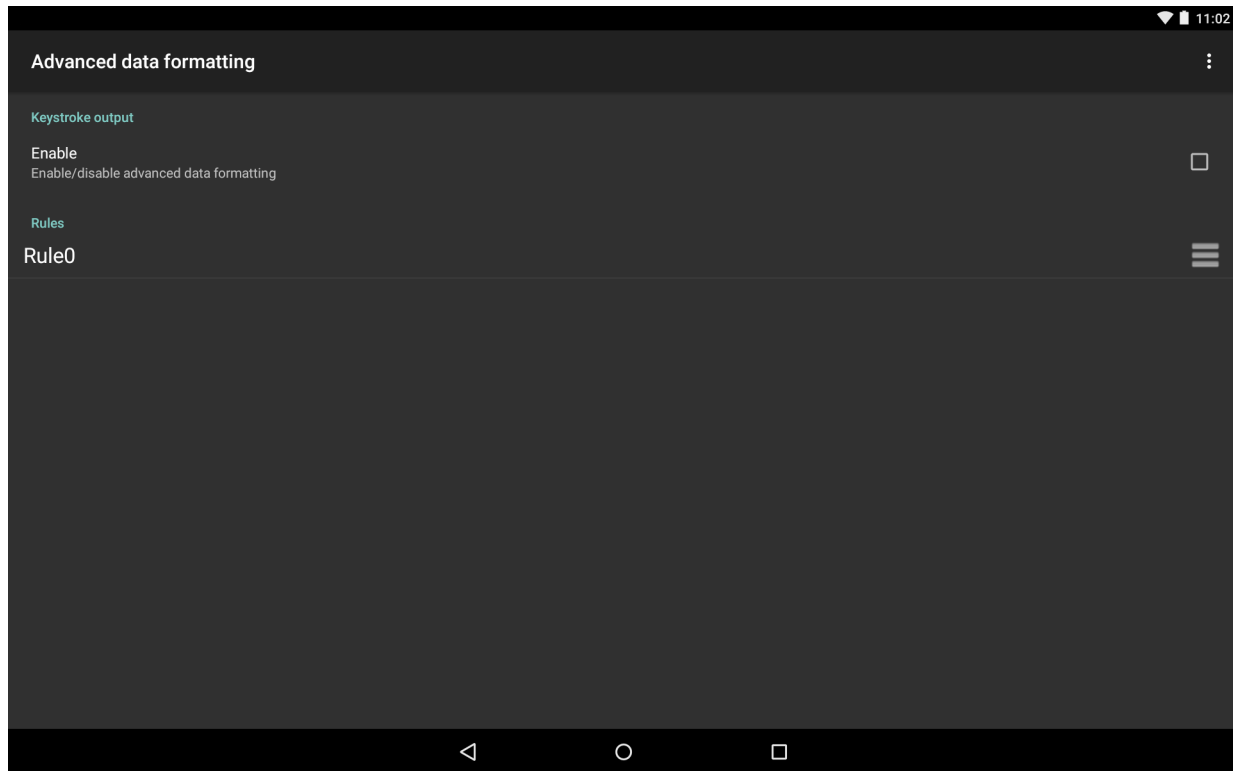 11:02
Advanced data formatting
Keystroke output
Enable
Enable/disable advanced data formatting
Rules
Rule0